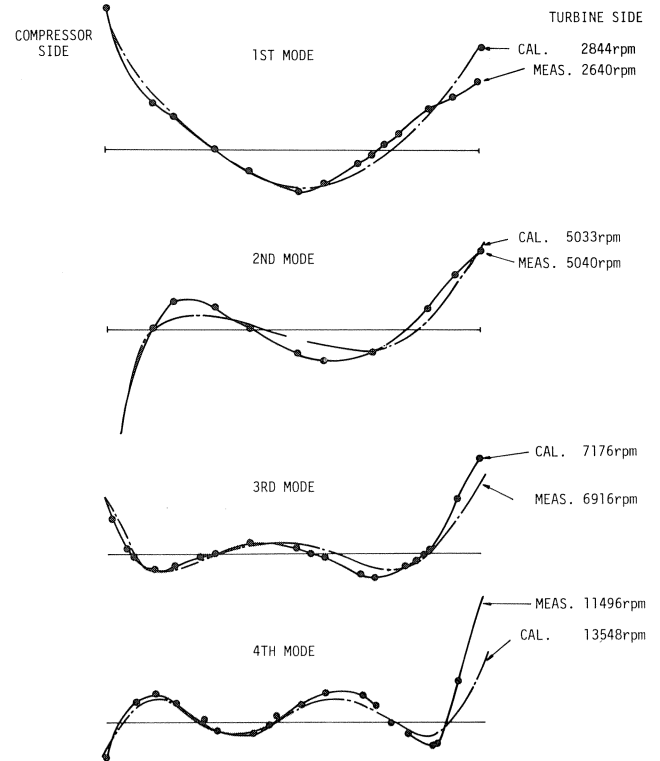 TURBINE SIDE
COMPRESSOR
SIDE
1ST MODE
CAL. 2844rpm
MEAS. 2640rpm
2ND MODE
CAL. 5033rpm
MEAS. 5040rpm
3RD MODE
CAL. 7176rpm
MEAS. 6916rpm
4TH MODE
MEAS. 11496rpm
CAL. 13548rpm